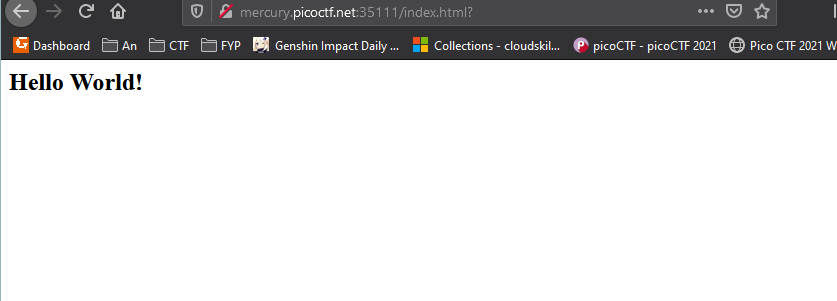 mercury.picoctf.net:35111/index.html?
Dashboard An CTF FYP Genshin Impact Daily ... Collections - cloudskil... picoCTF - picoCTF 2021 Pico CTF 2021 W
Hello World!